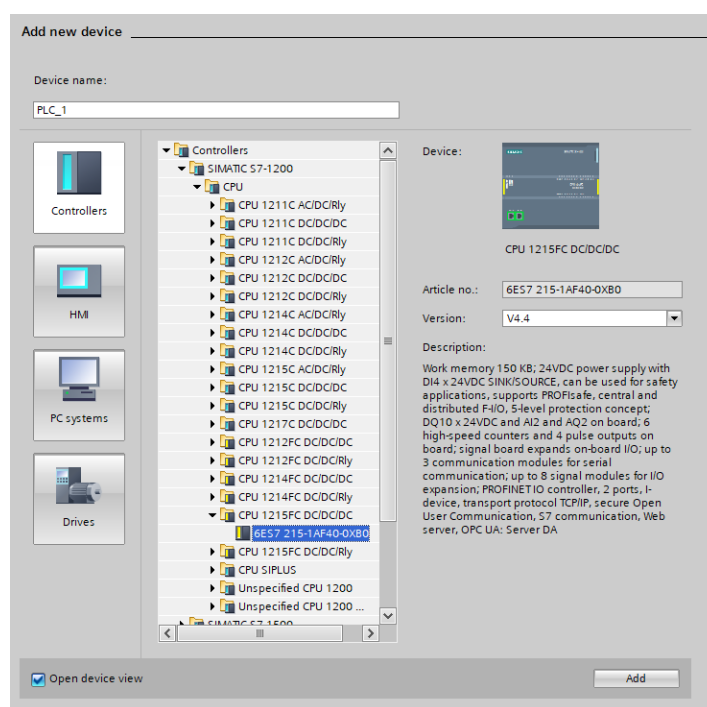 Add new device
Device name:
PLC_1
Controllers
HMI
PC systems
Drives
Controllers
SIMATIC S7-1200
CPU
CPU 1211C AC/DC/Rly
CPU 1211C DC/DC/DC
CPU 1211C DC/DC/Rly
CPU 1212C AC/DC/Rly
CPU 1212C DC/DC/DC
CPU 1212C DC/DC/Rly
CPU 1214C AC/DC/Rly
CPU 1214C DC/DC/DC
CPU 1214C DC/DC/Rly
CPU 1215C AC/DC/Rly
CPU 1215C DC/DC/DC
CPU 1215C DC/DC/Rly
CPU 1217C DC/DC/DC
CPU 1212FC DC/DC/DC
CPU 1212FC DC/DC/Rly
CPU 1214FC DC/DC/DC
CPU 1214FC DC/DC/Rly
CPU 1215FC DC/DC/DC
6ES7 215-1AF40-0XB0
CPU 1215FC DC/DC/Rly
CPU SIPLUS
Unspecified CPU 1200
Unspecified CPU 1200 ...
SIMATIC S7-1500
Device:
CPU 1215FC DC/DC/DC
Article no.: 6ES7 215-1AF40-0XB0
Version: V4.4
Description:
Work memory 150 KB; 24VDC power supply with
DI4 x 24VDC SINK/SOURCE, can be used for safety
applications, supports PROFIsafe, central and
distributed F-I/O, 5-level protection concept;
DQ10 x 24VDC and AI2 and AQ2 on board; 6
high-speed counters and 4 pulse outputs on
board; signal board expands on-board I/O; up to
3 communication modules for serial
communication; up to 8 signal modules for I/O
expansion; PROFINET IO controller, 2 ports, I-
device, transport protocol TCP/IP, secure Open
User Communication, S7 communication, Web
server, OPC UA: Server DA
Open device view
Add